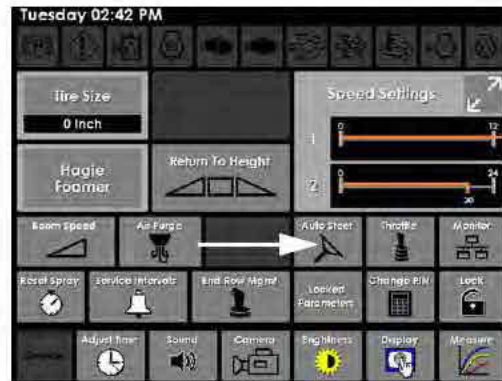 Tuesday 02:42 PM
Tire Size
0 Inch
Speed Settings
1
0
12
Hagie
Foamer
Return To Height
2
0
24
20
Boom Speed
Air Purge
Auto Steer
Throttle
Monitor
Reset Spray
Service Intervals
End Row Mgmt
Locked
Parameters
Change PIN
Lock
Adjust Time
Sound
Camera
Brightness
Display
Measure